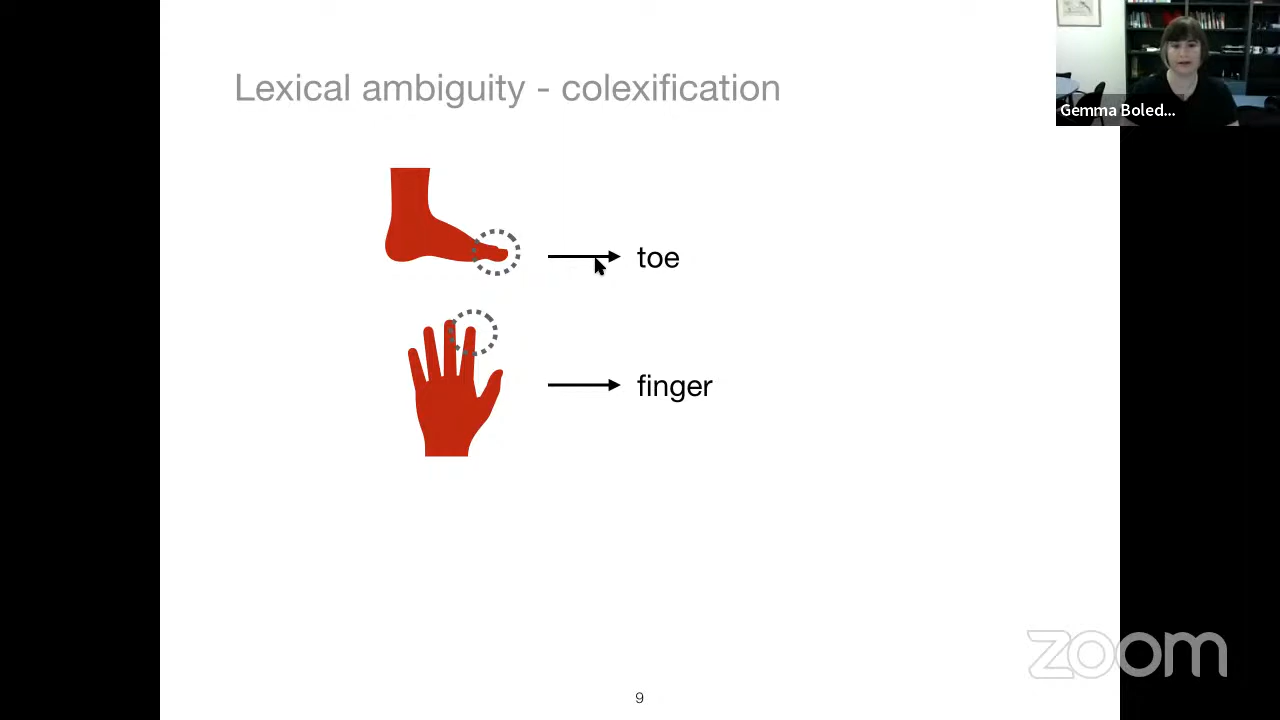 Lexical ambiguity - colexification
Gemma Boled...
toe
finger
zoom
9